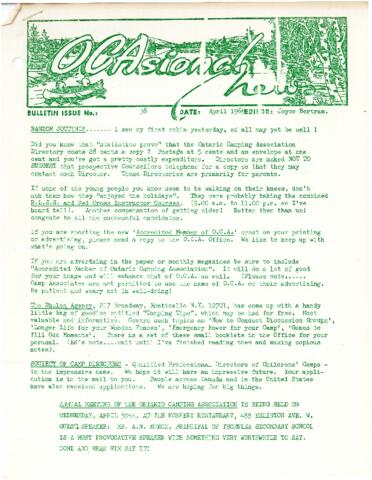 OCAsional News
BULLETIN ISSUE No.: 38 DATE: April 1969 EDITOR: Joyce Bertram.
RANDOM JOTTINGS....... I saw my first robin yesterday, so all may yet be well !
Did you know that "statistics prove" that the Ontario Camping Association
Directory costs 28 cents a copy ? Postage at 5 cents and an envelope at one
cent and you've got a pretty costly expenditure. Directors are asked NOT TO
SUGGEST that prospective Counsellors telephone for a copy so that they may
contact each Director. These Directories are primarily for parents.
If some of the young people you know seem to be walking on their knees, don't
ask them how they "enjoyed the holidays". They were probably taking the combined
R.L.S.S. and Red Cross Instructor Courses. (9.00 a.m. to 11.00 p.m. so I've
heard tell). Another compensation of getting older! Better them than us!
Congrats to all the successful candidates.
If you are sporting the new 'Accredited Member of O.C.A.' crest on your printing
or advertising, please send a copy to the O.C.A. Office. We like to keep up with
what's going on.
If you are advertising in the paper or monthly magazines be sure to include
"Accredited Member of Ontario Camping Association". It will do a lot of good
for your image and will enhance that of O.C.A. as well. (Please note.....
Camp Associates are not permitted to use the name of O.C.A. on their advertising.
Be patient and wary not in-advising!
The Phelon Agency, 217 Broadway, Monticello N.Y. 12701, has come up with a handy
little bag of goodies entitled "Camping Tips", which may be had for free. Most
valuable and informative. Covers such topics as 'How to Conduct Discussion Groups',
'Longer Life for your Wooden Fences', 'Emergency Power for your Camp', 'Games to
fill Odd Moments'. There is a set of these small booklets in the Office for your
perusal. (Ed's note....wait until I've finished reading them and making copious
notes).
SOCIETY OF CAMP DIRECTORS - Qualified Professional Directors of Childrens' Camps -
is the impressive name. We hope it will have an impressive future. Your appli-
cation is in the mail to you. People across Canada and in the United States
have also received applications. We are hoping for big things.
ANNUAL MEETING OF THE ONTARIO CAMPING ASSOCIATION IS BEING HELD ON
WEDNESDAY, APRIL 30th. AT THE RESTAURANT, 488 EGLINTON AVE. W.
GUEST SPEAKER: MR. A.N. PRINCIPAL OF THORNLEA SECONDARY SCHOOL
IS A MOST PROVOCATIVE SPEAKER WITH SOMETHING VERY WORTHWHILE TO SAY.
COME AND HEAR HIM SAY IT!